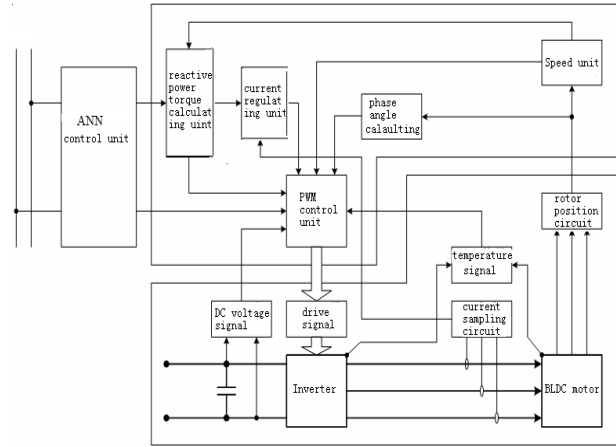 Speed unit
reactive
power
torque
calculat
ing uint
current
regulat
ing unit
phase
angle
calaulting
ANN
control unit
PWM
control
unit
rotor
position
circuit
temperature
signal
DC voltage
signal
drive
signal
current
sampling
circuit
Inverter
BLDC motor